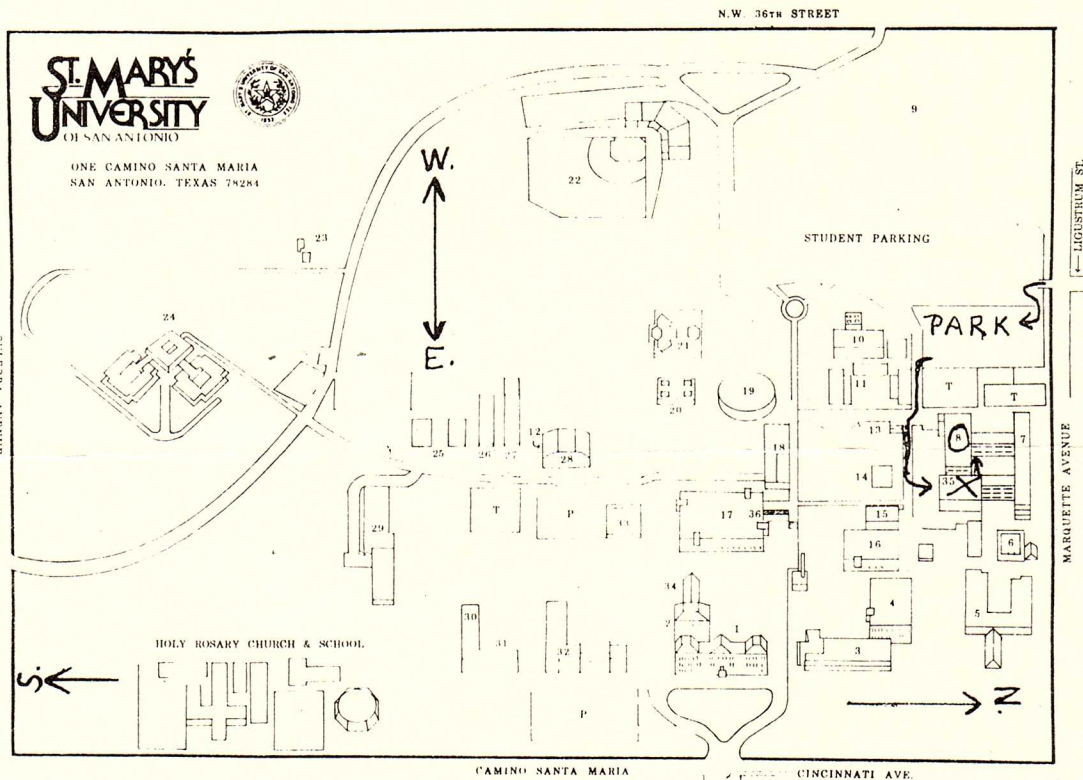 N.W. 36TH STREET
ST. MARY'S
UNIVERSITY
OF SAN ANTONIO
ONE CAMINO SANTA MARIA
SAN ANTONIO, TEXAS 78284
W.
E.
9
22
23
STUDENT PARKING
← LIGUSTRUM ST.
24
PARK
10
21
11
19
T
T
20
12
13
8
7
25
26
27
28
18
14
35
X
29
T
P
33
17
36
15
16
6
MARQUETTE AVENUE
34
30
2
1
4
5
31
32
3
HOLY ROSARY CHURCH & SCHOOL
S.
N.
P
CAMINO SANTA MARIA
CINCINNATI AVE.